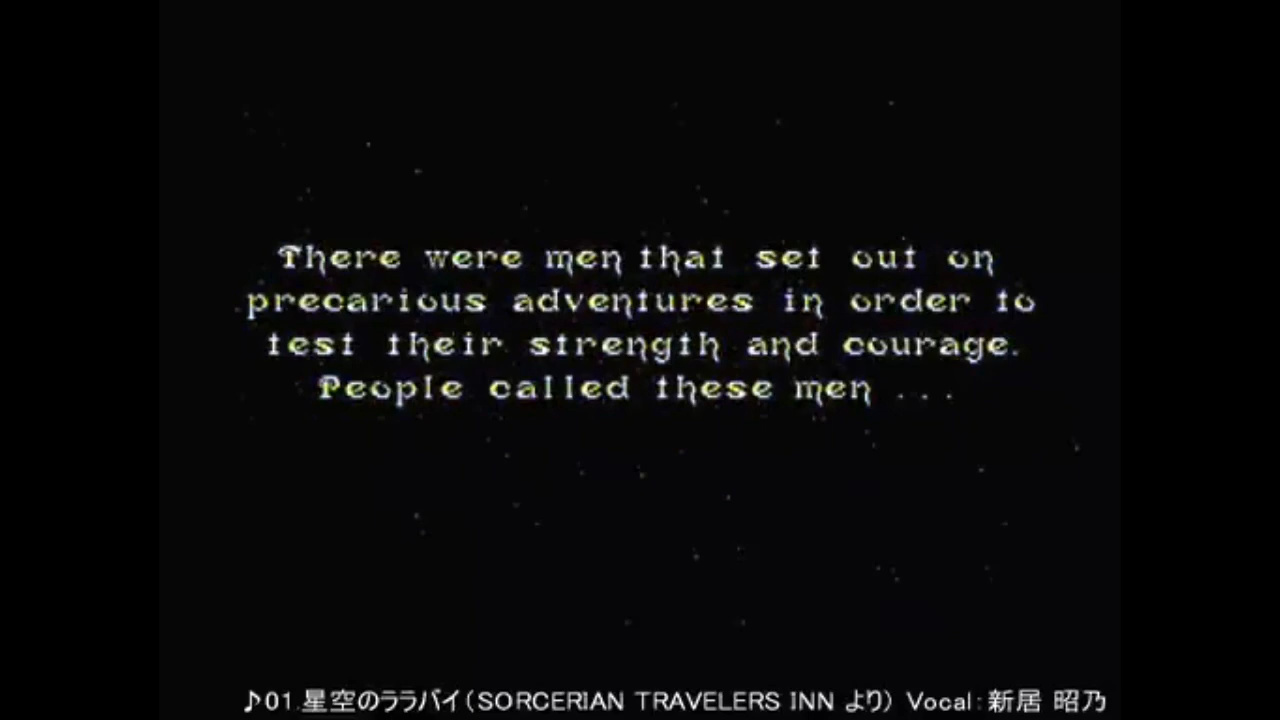 There were men that set out on
precarious adventures in order to
test their strength and courage.
People called these men ...
♪01.星空のララバイ(SORCERIAN TRAVELERS INN より) Vocal:新居 昭乃